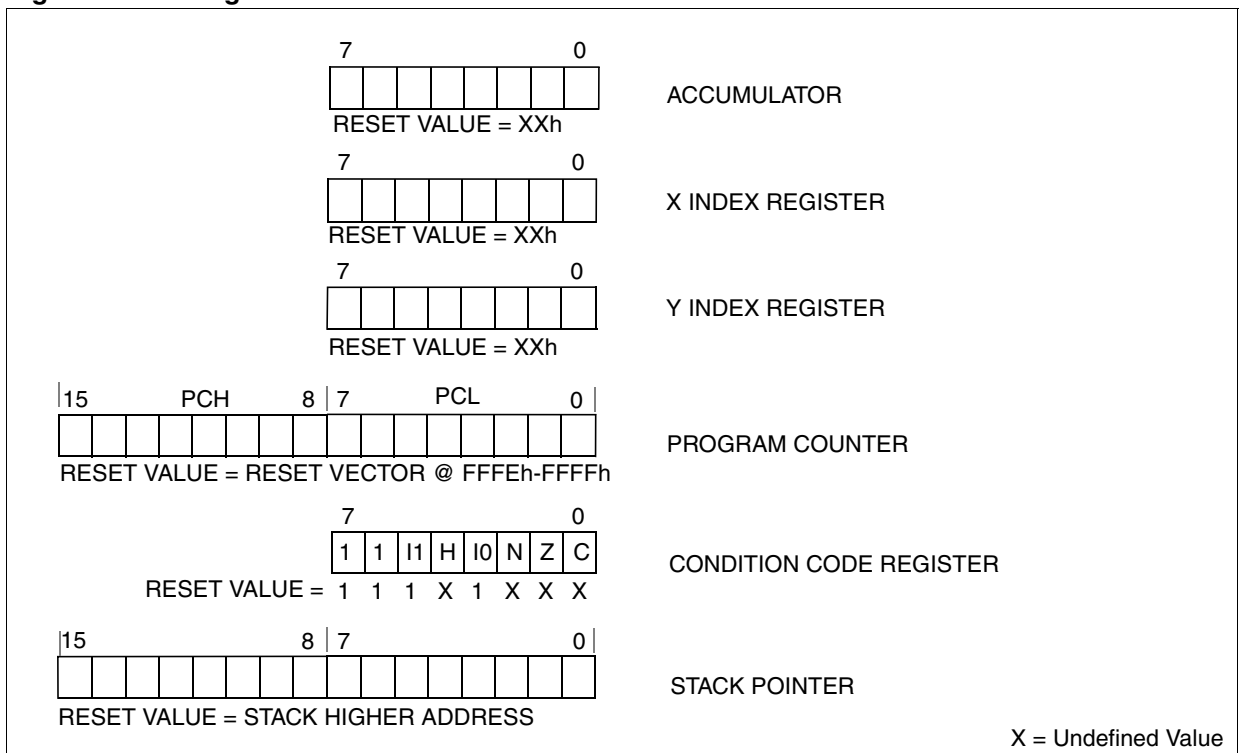 7 0
ACCUMULATOR
RESET VALUE = XXh
7 0
X INDEX REGISTER
RESET VALUE = XXh
7 0
Y INDEX REGISTER
RESET VALUE = XXh
15 PCH 8 7 PCL 0
PROGRAM COUNTER
RESET VALUE = RESET VECTOR @ FFFEh-FFFFh
7 0
1 1 I1 H I0 N Z C
CONDITION CODE REGISTER
RESET VALUE = 1 1 1 X 1 X X X
15 8 7 0
STACK POINTER
RESET VALUE = STACK HIGHER ADDRESS
X = Undefined Value